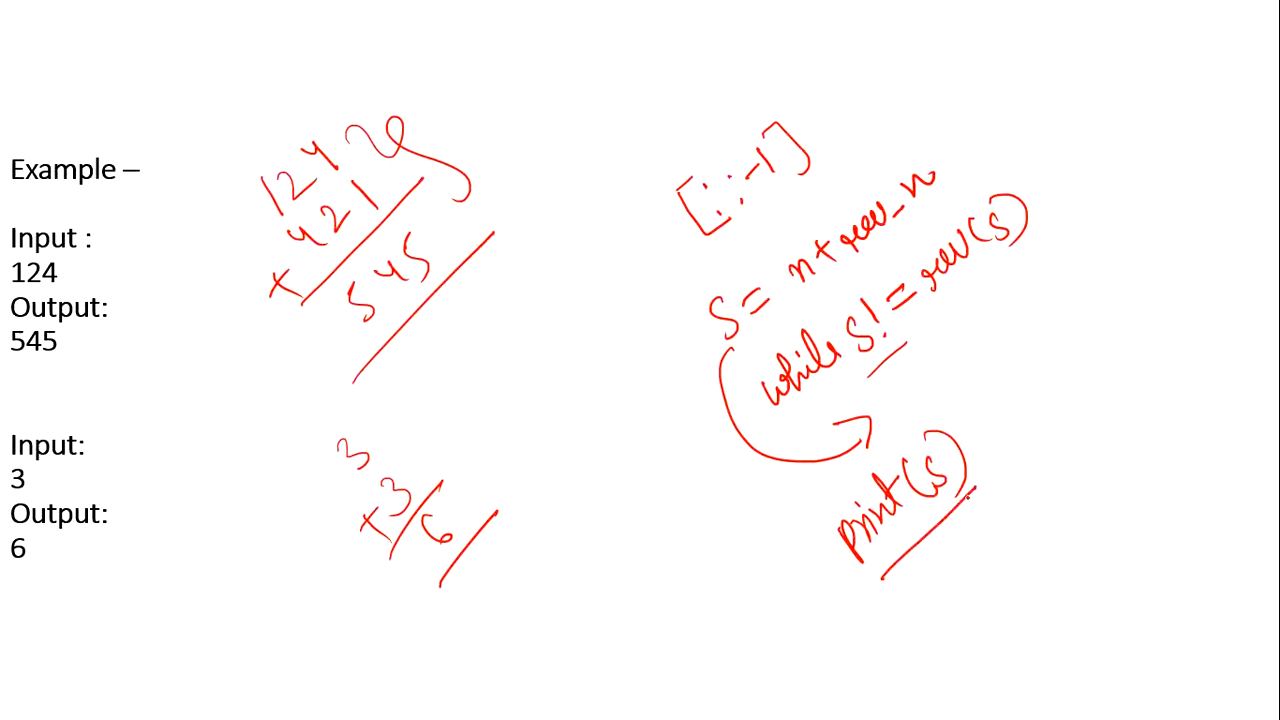 Example –
Input :
124
Output:
545
Input:
3
Output:
6
124
421
+
545
3
+3
6
[::-1]
S= n+rev_n
while s!=rev(s)
print(s)